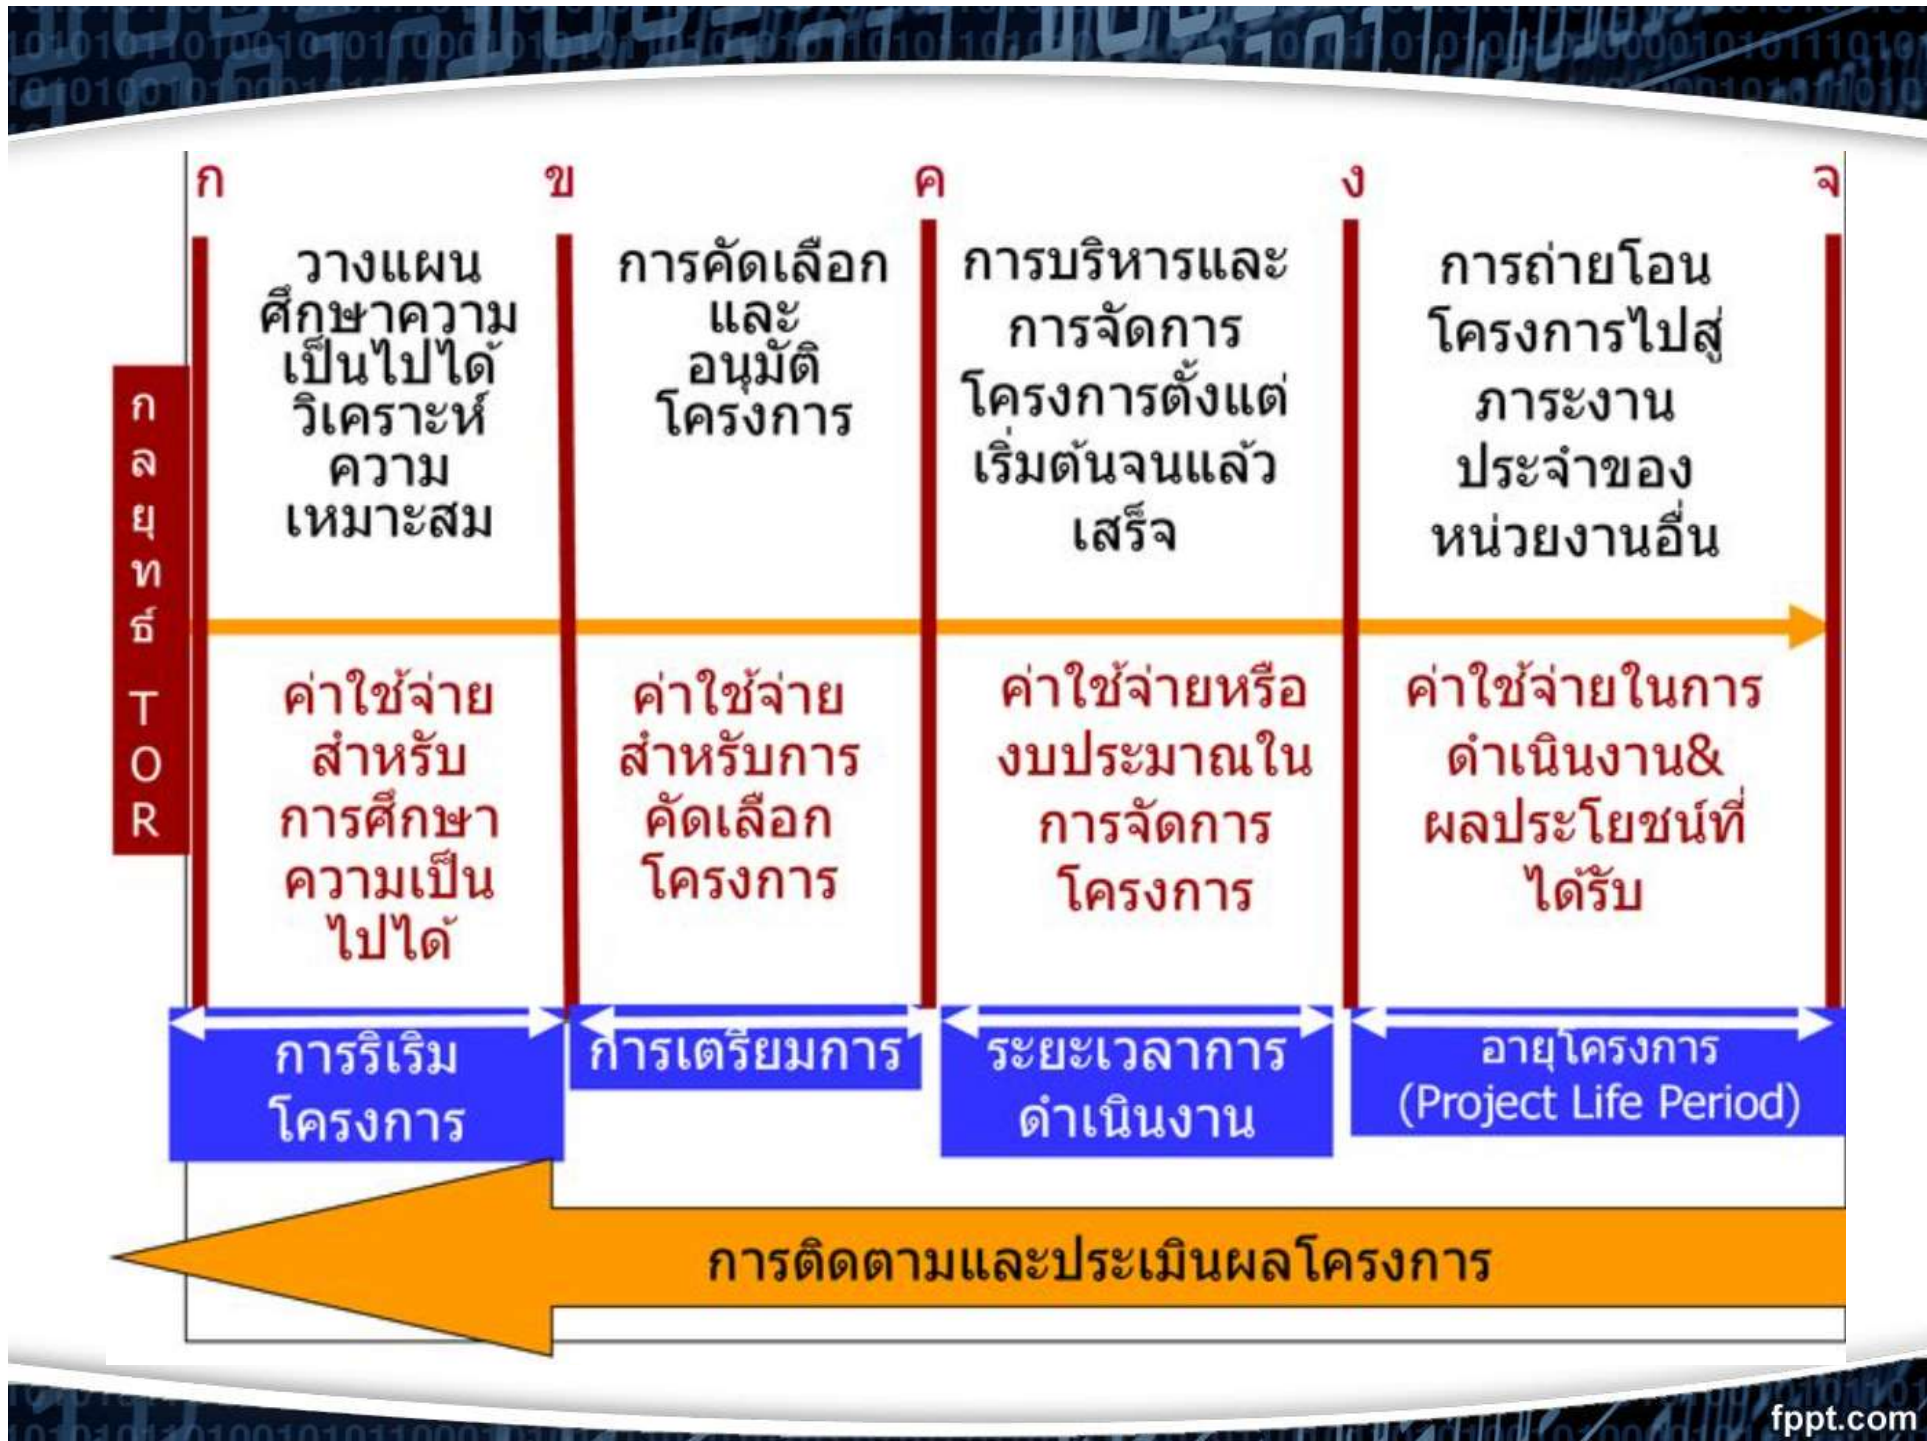 ก
ข
ค
ง
จ
กลยุทธ์ TOR
วางแผน
ศึกษาความ
เป็นไปได้
วิเคราะห์
ความ
เหมาะสม
การคัดเลือก
และ
อนุมัติ
โครงการ
การบริหารและ
การจัดการ
โครงการตั้งแต่
เริ่มต้นจนแล้ว
เสร็จ
การถ่ายโอน
โครงการไปสู่
ภาระงาน
ประจำของ
หน่วยงานอื่น
ค่าใช้จ่าย
สำหรับ
การศึกษา
ความเป็น
ไปได้
ค่าใช้จ่าย
สำหรับการ
คัดเลือก
โครงการ
ค่าใช้จ่ายหรือ
งบประมาณใน
การจัดการ
โครงการ
ค่าใช้จ่ายในการ
ดำเนินงาน&
ผลประโยชน์ที่
ได้รับ
การริเริ่ม
โครงการ
การเตรียมการ
ระยะเวลาการ
ดำเนินงาน
อายุโครงการ
(Project Life Period)
การติดตามและประเมินผลโครงการ
fppt.com